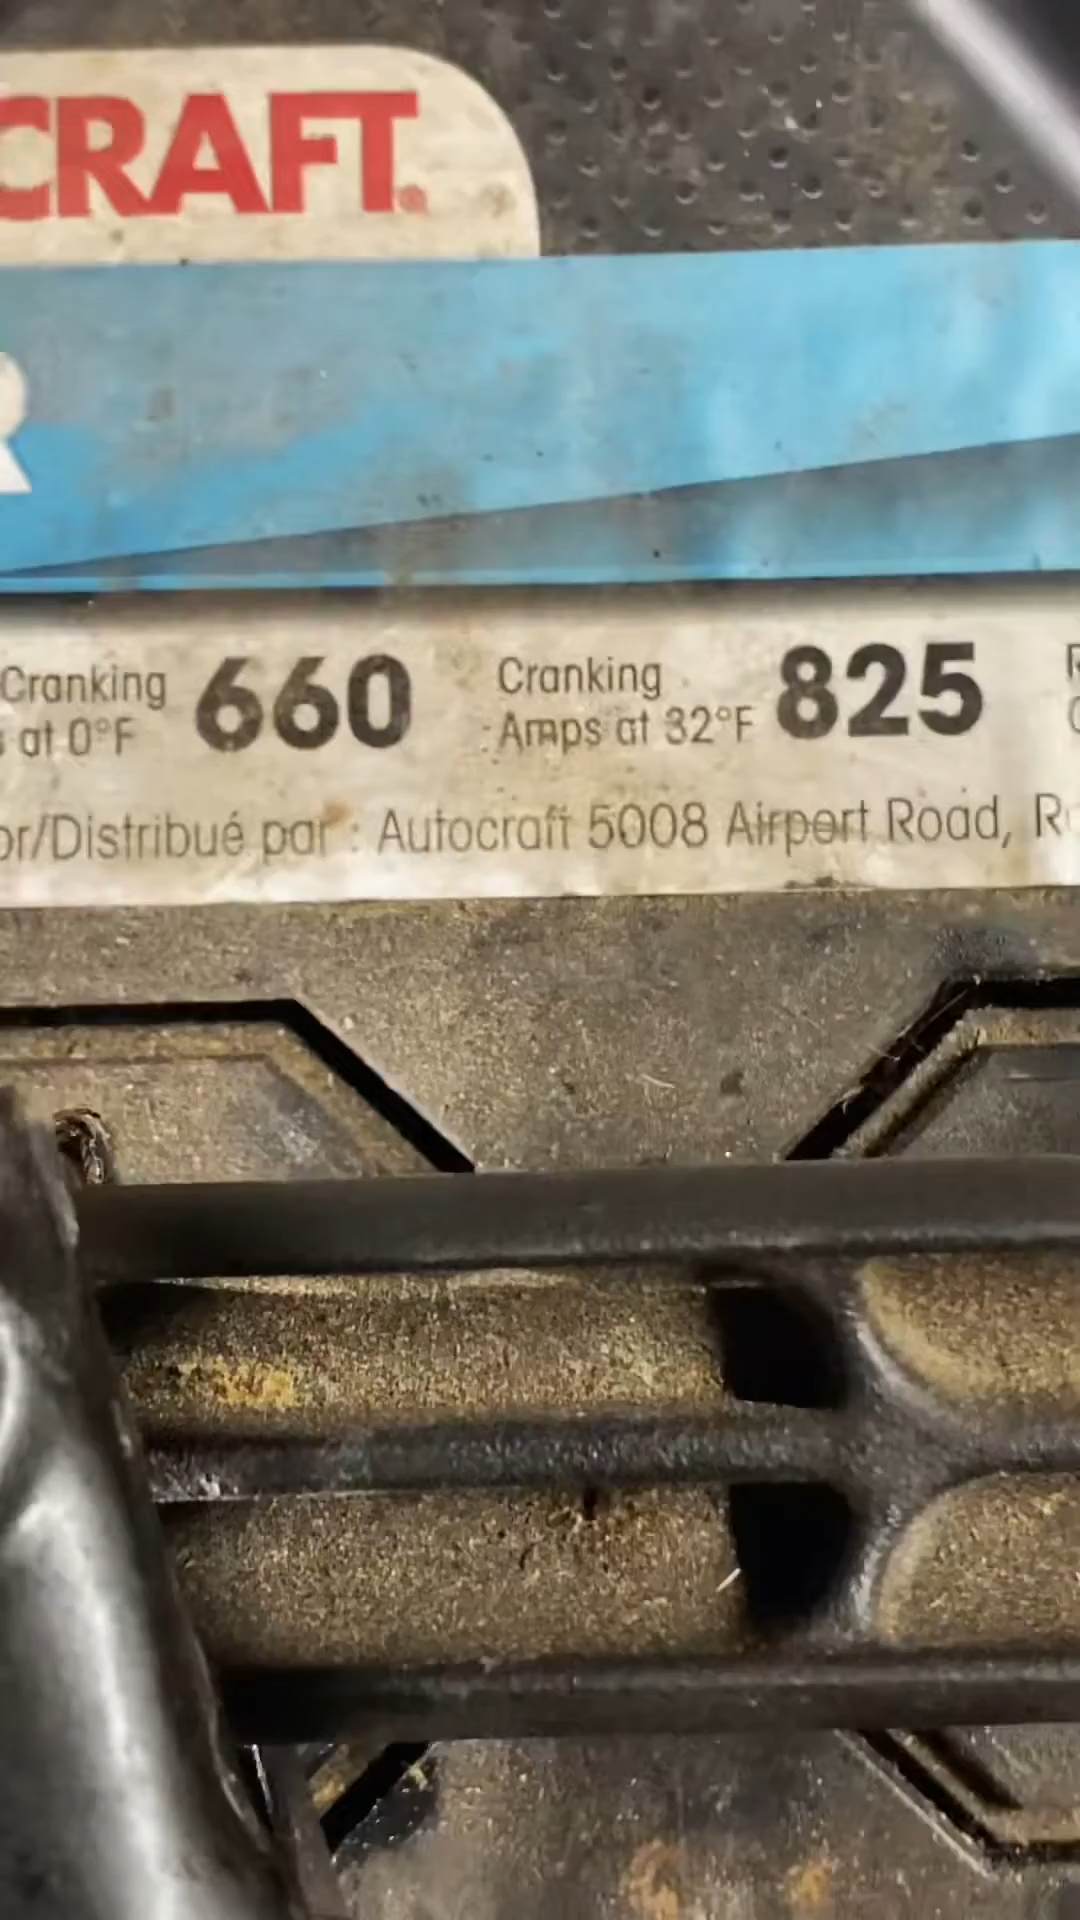 CRAFT
R
Cranking 660 Cranking 825 R
s at 0°F Amps at 32°F
or/Distribué par : Autocraft 5008 Airport Road, R